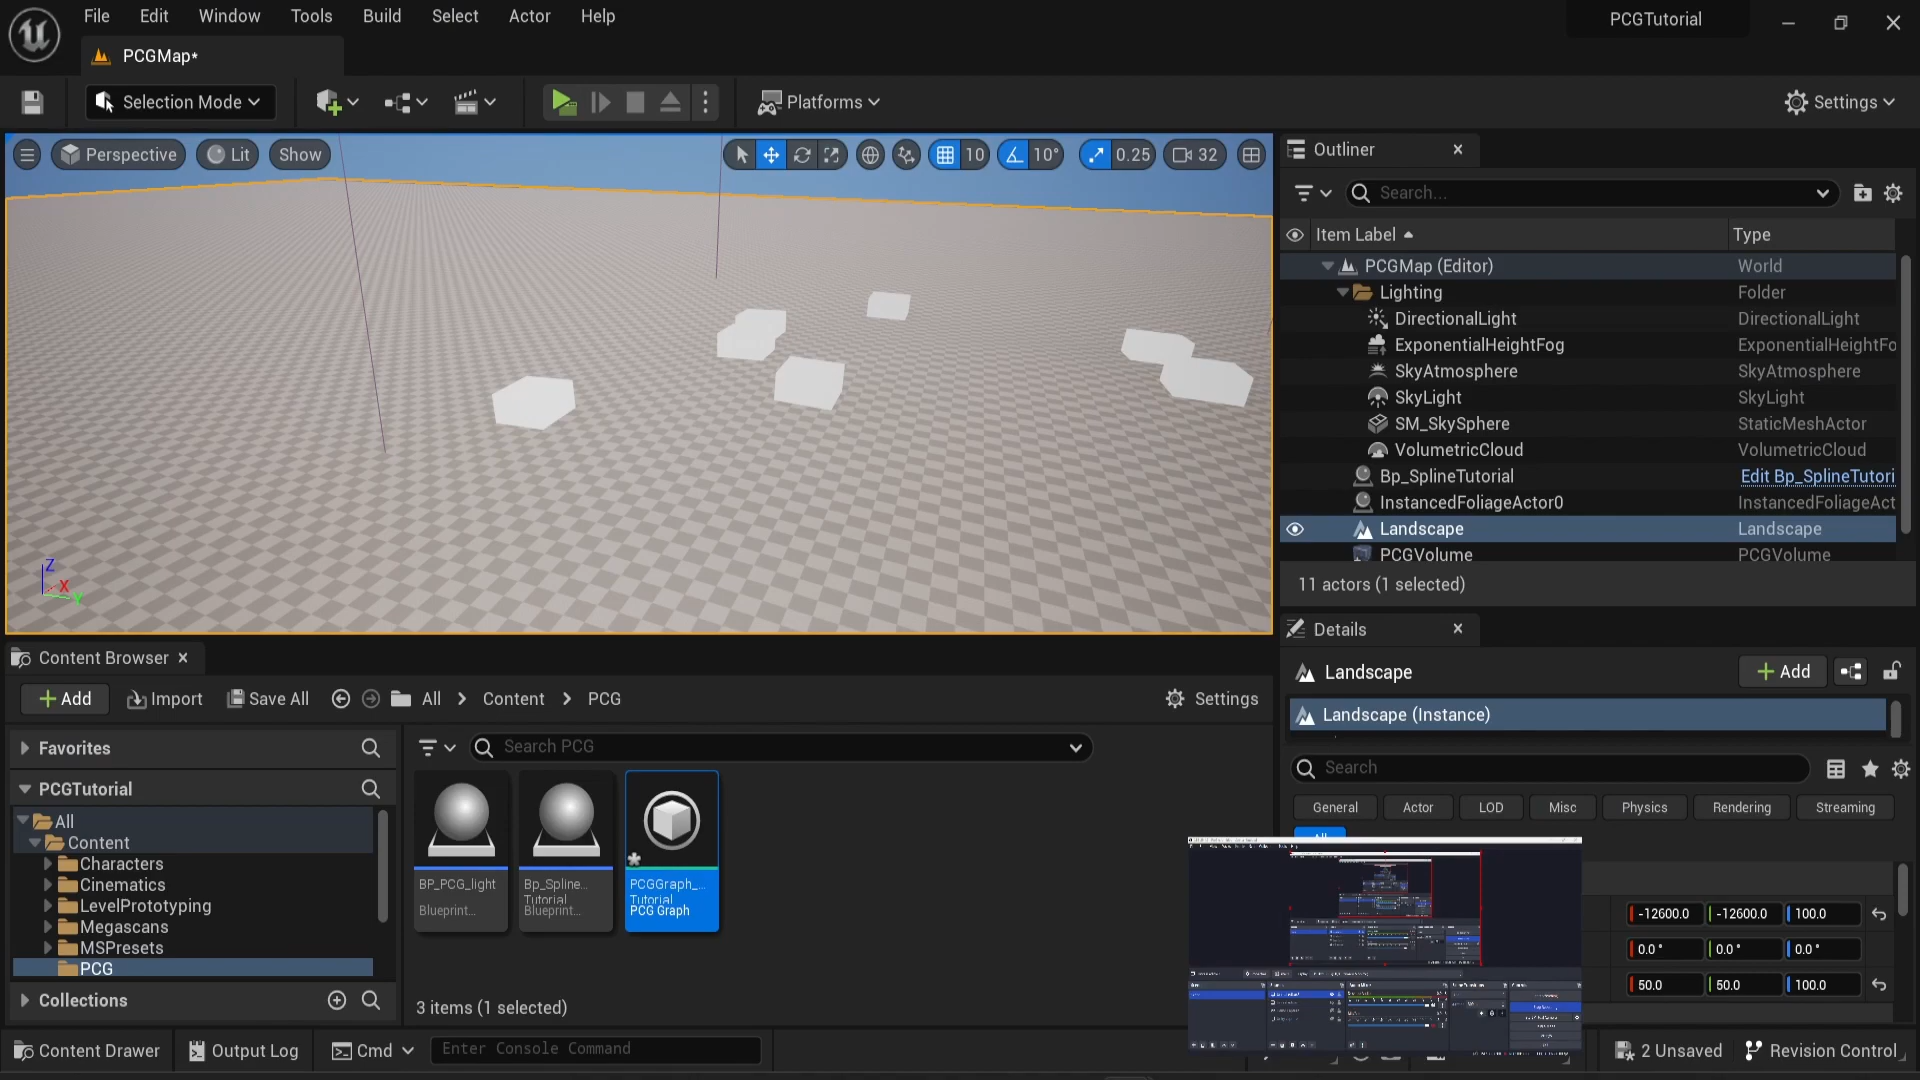 File Edit Window Tools Build Select Actor Help
PCGTutorial
PCGMap*
Selection Mode
Platforms
Settings
Perspective
Lit
Show
10
10°
0.25
32
Outliner
Search...
Item Label Type
PCGMap (Editor) World
Lighting Folder
DirectionalLight DirectionalLight
ExponentialHeightFog ExponentialHeightFo
SkyAtmosphere SkyAtmosphere
SkyLight SkyLight
SM_SkySphere StaticMeshActor
VolumetricCloud VolumetricCloud
Bp_SplineTutorial Edit Bp_SplineTutori
InstancedFoliageActor0 InstancedFoliageAct
Landscape Landscape
PCGVolume PCGVolume
11 actors (1 selected)
Z
X
Y
Details
Landscape
Add
Landscape (Instance)
Search
General Actor LOD Misc Physics Rendering Streaming
All
-12600.0 -12600.0 100.0
0.0° 0.0° 0.0°
50.0 50.0 100.0
Content Browser
Add Import Save All All Content PCG Settings
Favorites
Search PCG
PCGTutorial
All
Content
Characters
Cinematics
LevelPrototyping
Megascans
MSPresets
PCG
Collections
BP_PCG_light
Blueprint...
Bp_Spline...
Tutorial
Blueprint...
PCGGraph_...
Tutorial
PCG Graph
3 items (1 selected)
Content Drawer Output Log Cmd Enter Console Command
2 Unsaved Revision Control